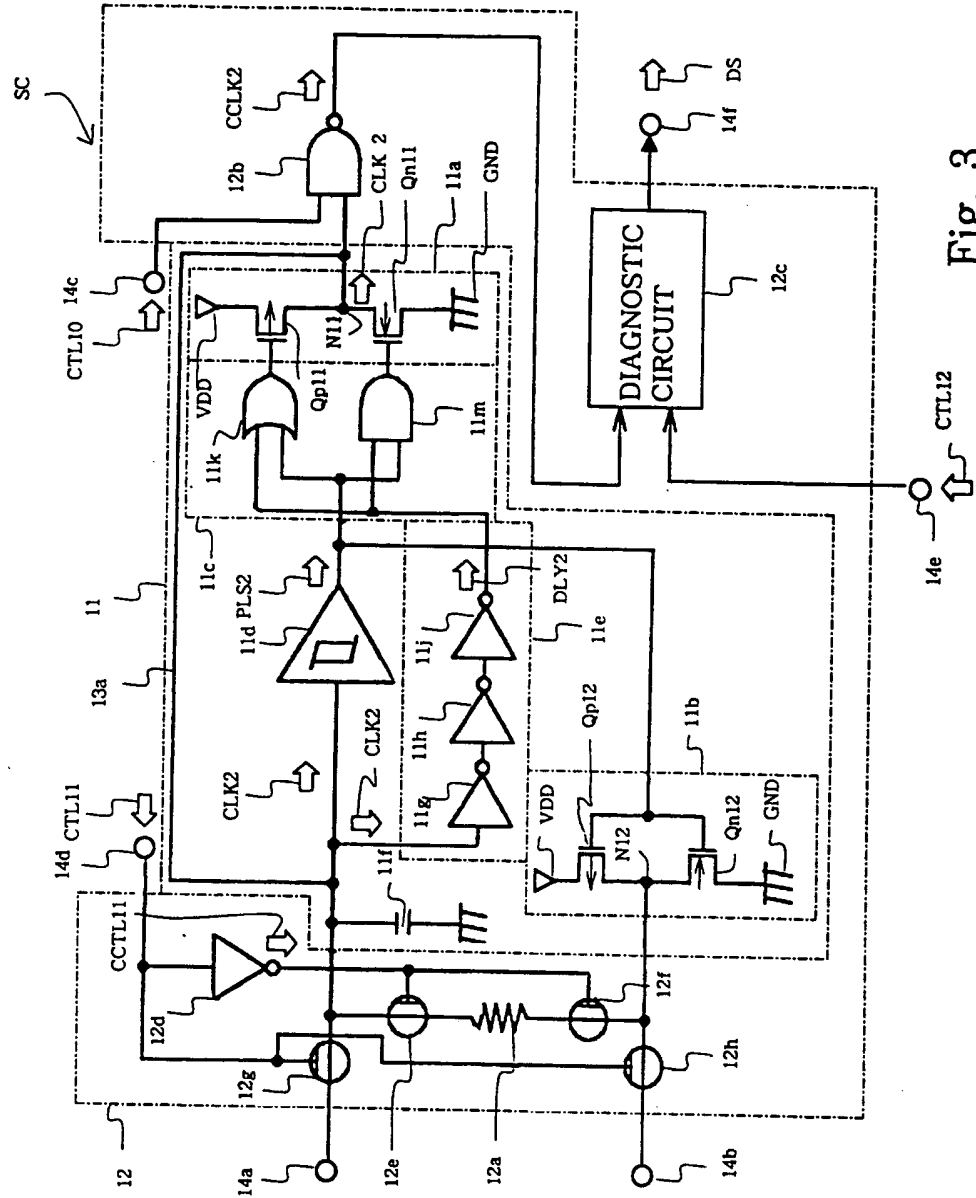 SC
CCLK2
12b
CLK 2
Qn11
11a
GND
14c
CTL10
VDD
N11
Qp11
11k
11m
DS
14f
DIAGNOSTIC
CIRCUIT
12c
CTL12
14e
11
13a
11c
PLS2
11d
DLY2
11j
11e
11h
11g
CLK2
CLK2
11f
14d
CTL11
CCTL11
12d
VDD
Qp12
11b
N12
Qn12
GND
12
12g
14a
12e
12a
12f
12h
14b
Fig. 3